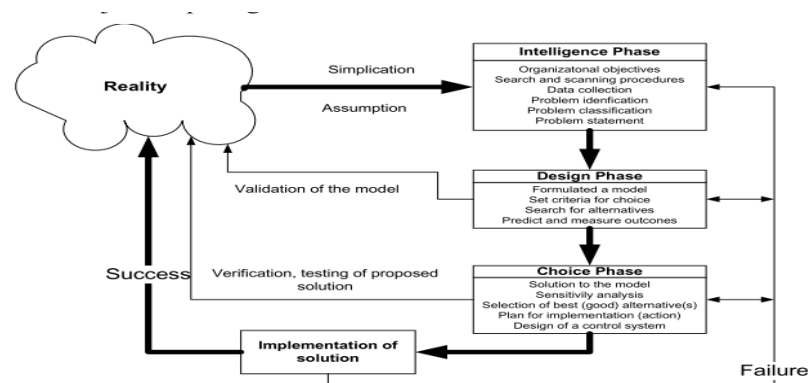 Intelligence Phase
Simplication
Organizatonal objectives
Search and scanning procedures
Reality
Data collection
Assumption
Problem idenfication
Problem classification
Problem statement
Design Phase
Validation of the model
Formulated a model
Set criteria for choice
Search for alternatives
Predict and measure outcomes
Choice Phase
Success
Verification, testing of proposed
solution
Solution to the model
Sensitivily analysis
Selection of best (good) alternative(s)
Plan for implementation (action)
Design of a control system
Implementation of
solution
Failure